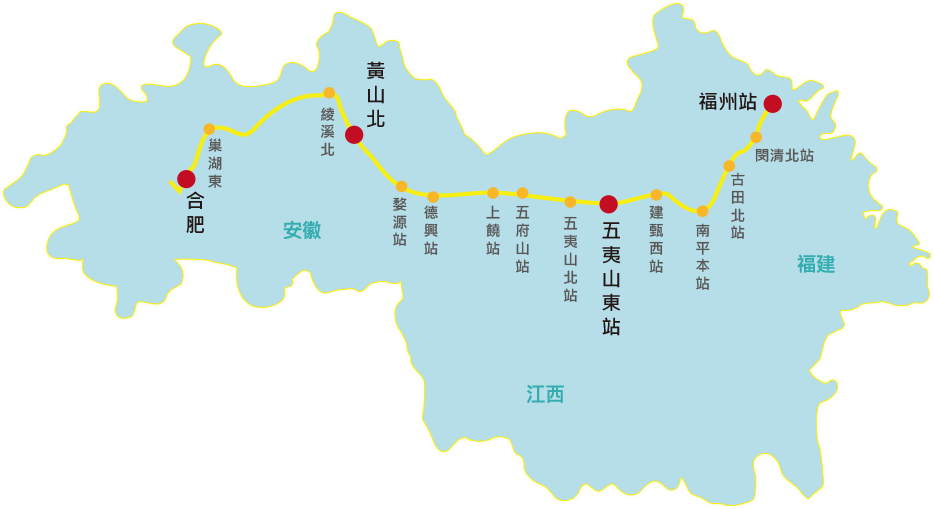 合肥
巢湖東
綾溪北
黃山北
婺源站
德興站
上饒站
五府山站
五夷山北站
五夷山東站
建甄西站
南平本站
古田北站
閔清北站
福州站
安徽
江西
福建